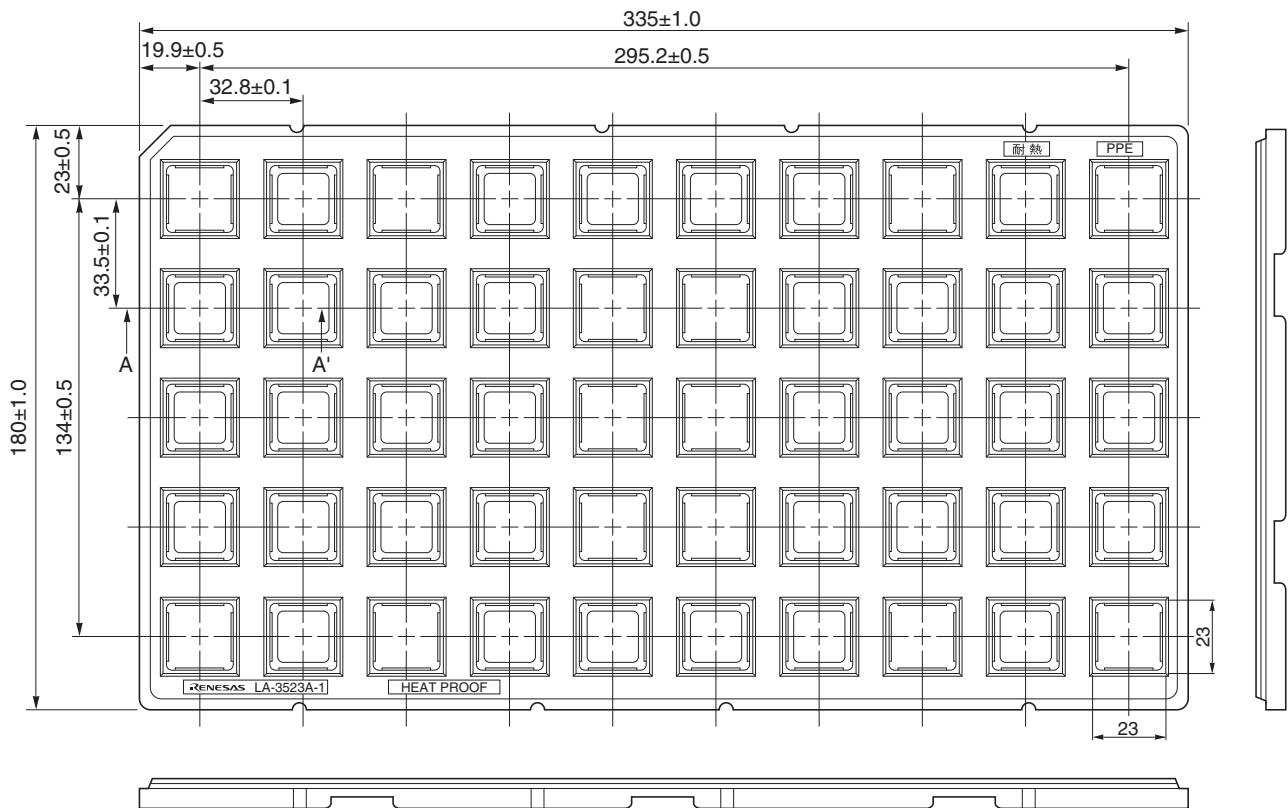 335±1.0
19.9±0.5
295.2±0.5
32.8±0.1
23±0.5
耐熱
PPE
33.5±0.1
A
A'
180±1.0
134±0.5
23
RENESAS LA-3523A-1
HEAT PROOF
23